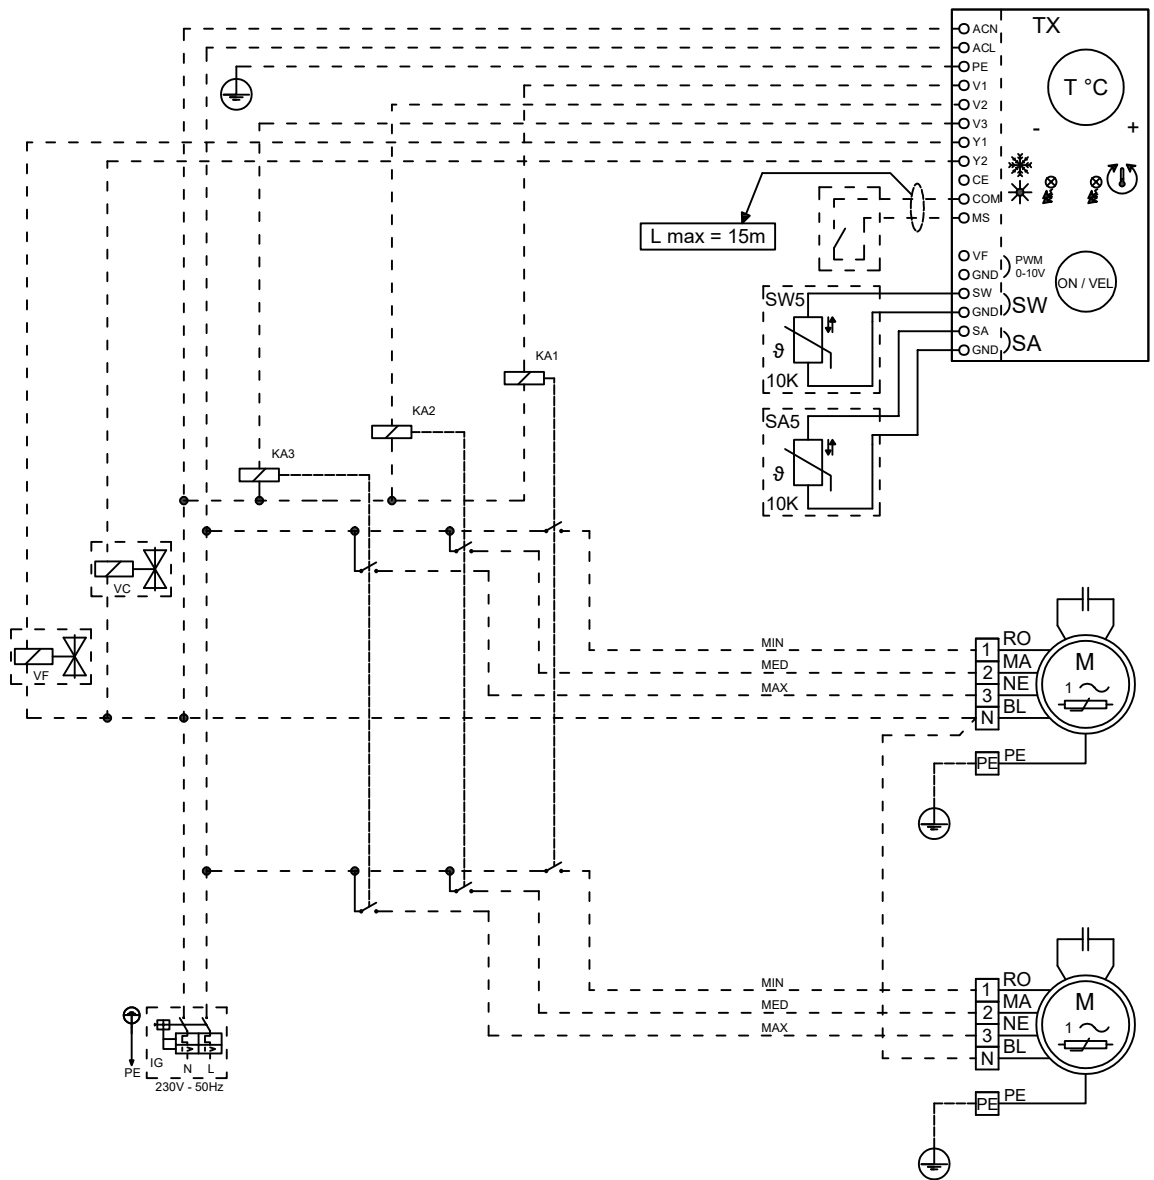 TX
ACN
ACL
PE
V1
V2
V3
Y1
Y2
CE
COM
MS
VF
GND
SW
GND
SA
GND
T °C
- +
PWM
0-10V
ON / VEL
SW
SA
L max = 15m
SW5
ϑ
10K
SA5
ϑ
10K
KA1
KA2
KA3
VC
VF
MIN
MED
MAX
1 RO
2 MA
3 NE
N BL
PE PE
M
1
MIN
MED
MAX
1 RO
2 MA
3 NE
N BL
PE PE
M
1
PE
IG N L
230V - 50Hz